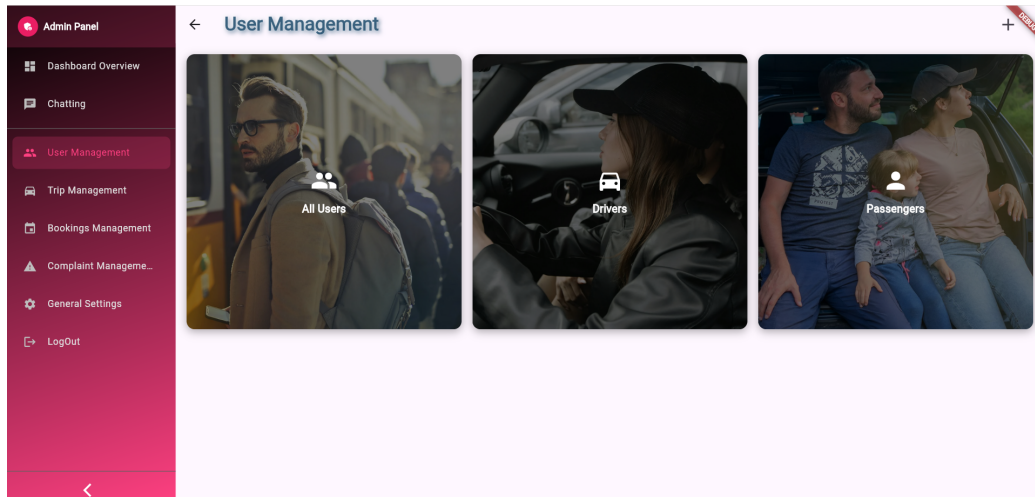 Admin Panel
User Management
DEBUG
Dashboard Overview
Chatting
User Management
Trip Management
Bookings Management
Complaint Manageme...
General Settings
LogOut
All Users
Drivers
Passengers